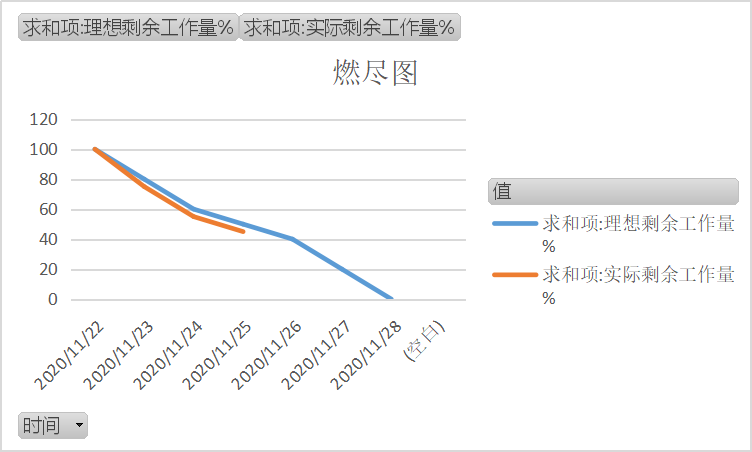 求和项:理想剩余工作量% 求和项:实际剩余工作量%
燃尽图
120
100
80
60
40
20
0
2020/11/22 2020/11/23 2020/11/24 2020/11/25 2020/11/26 2020/11/27 2020/11/28 (空白)
值
求和项:理想剩余工作量
%
求和项:实际剩余工作量
%
时间